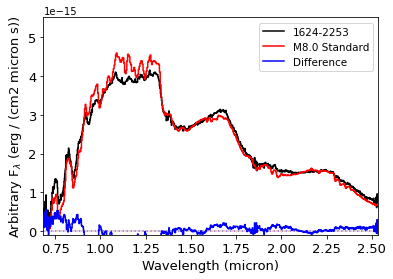 1e−15
1624-2253
M8.0 Standard
Difference
Arbitrary Fλ (erg / (cm2 micron s))
5
4
3
2
1
0
0.75 1.00 1.25 1.50 1.75 2.00 2.25 2.50
Wavelength (micron)